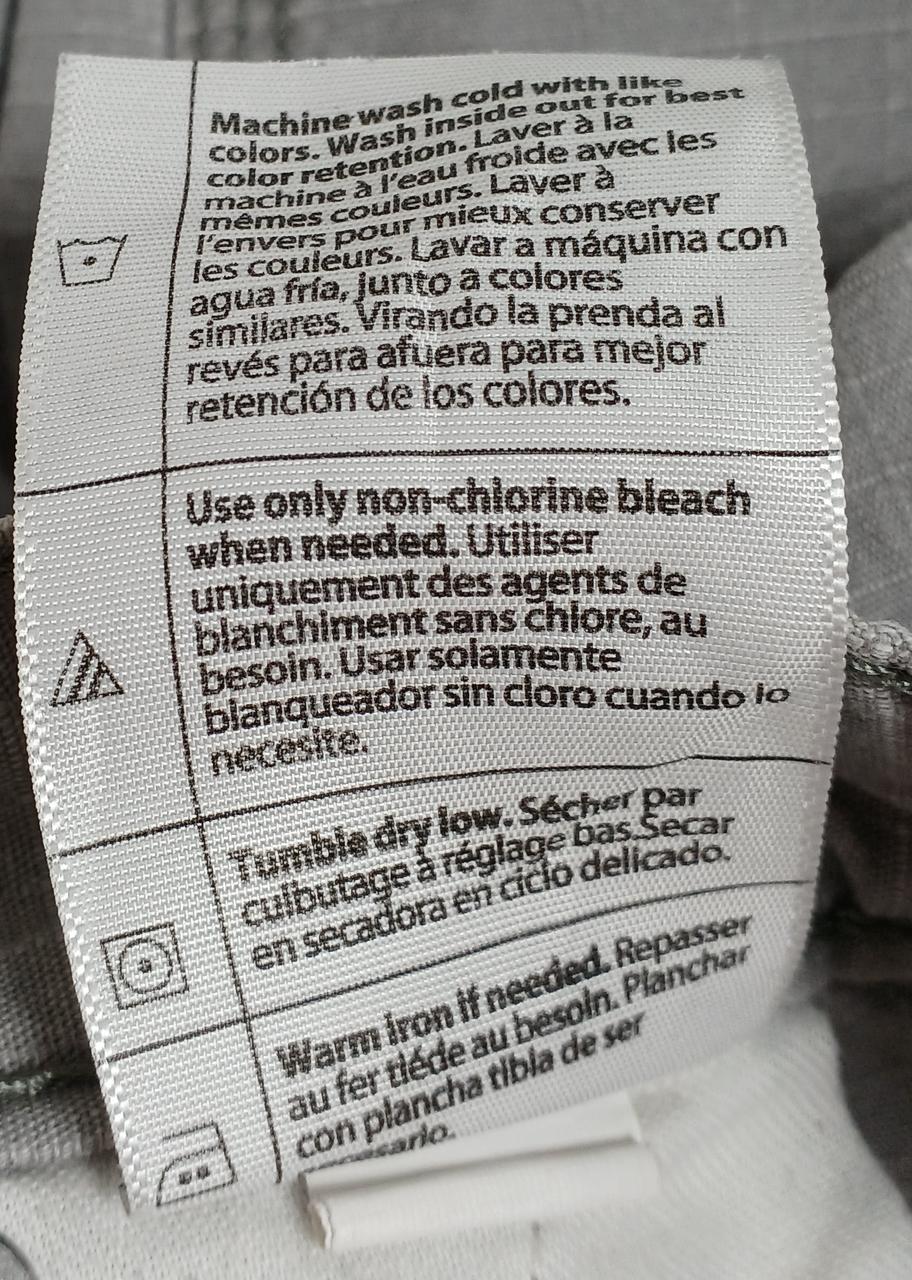 Machine wash cold with like
colors. Wash inside out for best
color retention. Laver à la
machine à l'eau froide avec les
mêmes couleurs. Laver à
l'envers pour mieux conserver
les couleurs. Lavar a máquina con
agua fría, junto a colores
similares. Virando la prenda al
revés para afuera para mejor
retención de los colores.
Use only non-chlorine bleach
when needed. Utiliser
uniquement des agents de
blanchiment sans chlore, au
besoin. Usar solamente
blanqueador sin cloro cuando lo
necesite.
Tumble dry low. Sécher par
culbutage à réglage bas.Secar
en secadora en ciclo delicado.
Warm iron if needed. Repasser
au fer tiéde au besoin. Planchar
con plancha tibia de ser